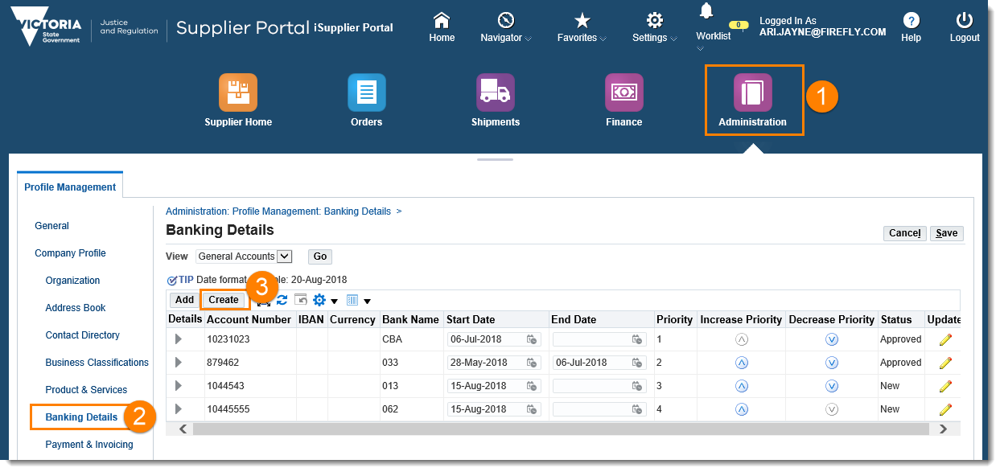 VICTORIA
State
Government
Justice
and Regulation
Supplier Portal iSupplier Portal
Home
Navigator
Favorites
Settings
Worklist
0
Logged In As
ARI.JAYNE@FIREFLY.COM
Help
Logout
Supplier Home
Orders
Shipments
Finance
Administration
1
Profile Management
General
Company Profile
Organization
Address Book
Contact Directory
Business Classifications
Product & Services
Banking Details
2
Payment & Invoicing
Administration: Profile Management: Banking Details >
Banking Details
Cancel Save
View General Accounts Go
TIP Date format ple: 20-Aug-2018
3
Add Create
Details Account Number IBAN Currency Bank Name Start Date End Date Priority Increase Priority Decrease Priority Status Update
10231023 CBA 06-Jul-2018 1 Approved
879462 033 28-May-2018 06-Jul-2018 2 Approved
1044543 013 15-Aug-2018 3 New
10445555 062 15-Aug-2018 4 New